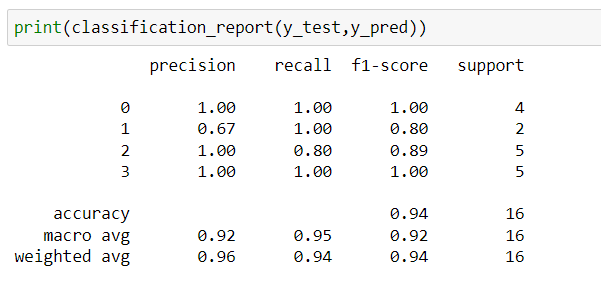 print(classification_report(y_test,y_pred))
precision recall f1-score support
0 1.00 1.00 1.00 4
1 0.67 1.00 0.80 2
2 1.00 0.80 0.89 5
3 1.00 1.00 1.00 5
accuracy 0.94 16
macro avg 0.92 0.95 0.92 16
weighted avg 0.96 0.94 0.94 16